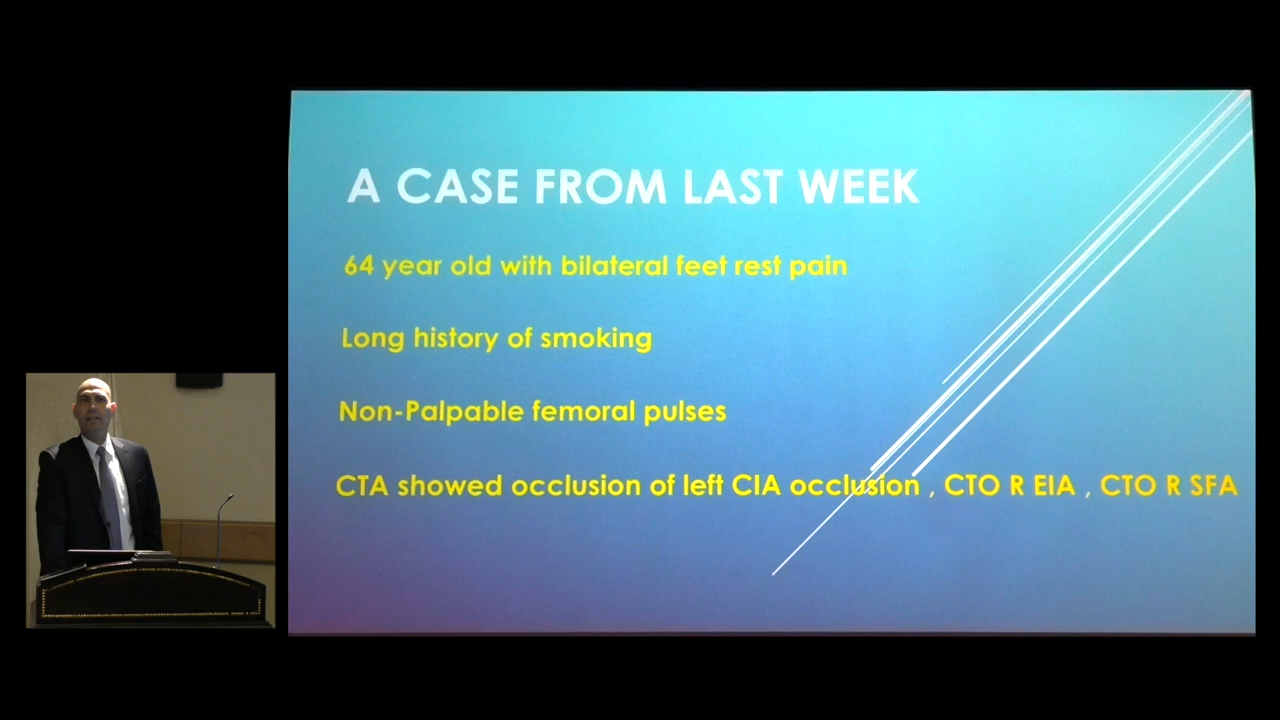 A CASE FROM LAST WEEK
64 year old with bilateral feet rest pain
Long history of smoking
Non-Palpable femoral pulses
CTA showed occlusion of left CIA occlusion , CTO R EIA , CTO R SFA